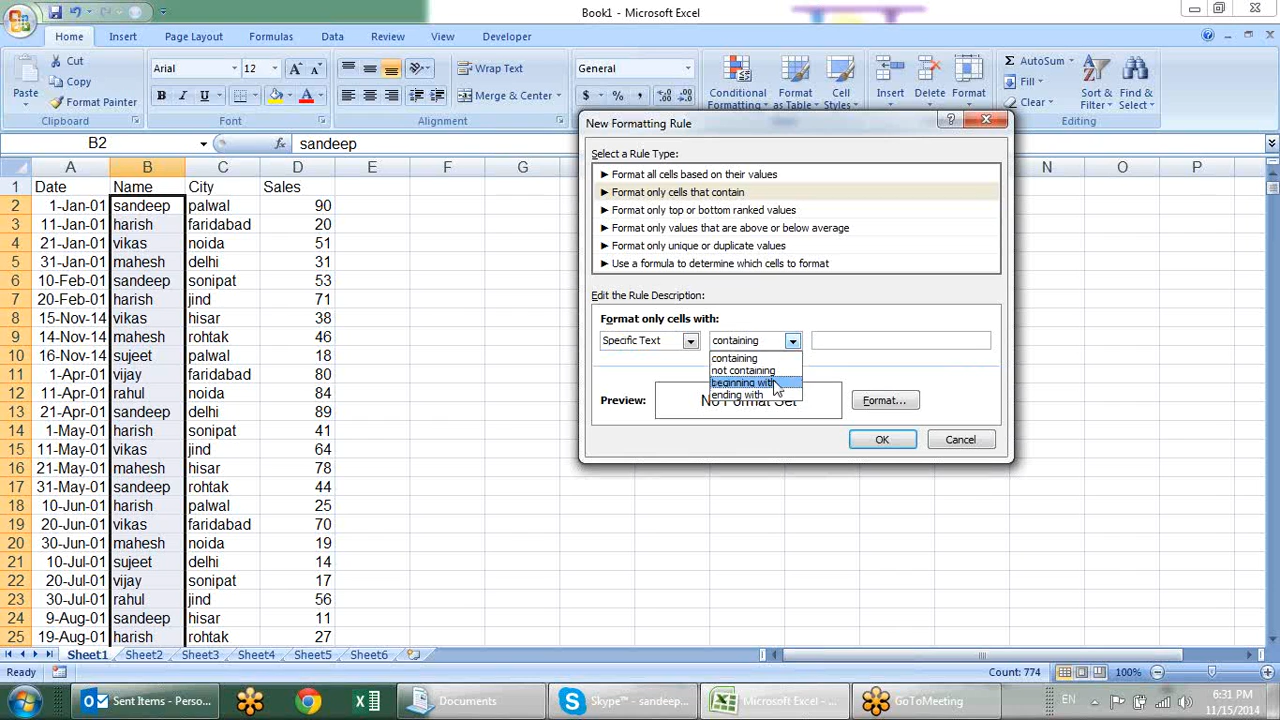 Book1 - Microsoft Excel
Home Insert Page Layout Formulas Data Review View Developer
Cut
Copy
Format Painter
Paste
Clipboard
Arial 12
B I U
Font
Wrap Text
Merge & Center
Alignment
General
$ % ,
Conditional Formatting
Format as Table
Cell Styles
Insert Delete Format
AutoSum
Fill
Clear
Sort & Filter
Find & Select
Editing
B2 fx sandeep
A B C D E F G N O P
1 Date Name City Sales
2 1-Jan-01 sandeep palwal 90
3 11-Jan-01 harish faridabad 20
4 21-Jan-01 vikas noida 51
5 31-Jan-01 mahesh delhi 31
6 10-Feb-01 sandeep sonipat 43
7 20-Feb-01 harish jind 71
8 15-Nov-14 vikas hisar 38
9 14-Nov-14 mahesh rohtak 46
10 16-Nov-14 sujeet palwal 18
11 1-Apr-01 vijay faridabad 80
12 11-Apr-01 rahul noida 54
13 21-Apr-01 sandeep delhi 89
14 1-May-01 harish sonipat 41
15 11-May-01 vikas jind 64
16 21-May-01 mahesh hisar 78
17 31-May-01 sandeep rohtak 44
18 10-Jun-01 harish palwal 25
19 20-Jun-01 vikas faridabad 70
20 30-Jun-01 mahesh noida 19
21 10-Jul-01 sujeet delhi 14
22 20-Jul-01 vijay sonipat 17
23 30-Jul-01 rahul jind 56
24 9-Aug-01 sandeep hisar 11
25 19-Aug-01 harish rohtak 27
New Formatting Rule
Select a Rule Type:
► Format all cells based on their values
► Format only cells that contain
► Format only top or bottom ranked values
► Format only values that are above or below average
► Format only unique or duplicate values
► Use a formula to determine which cells to format
Edit the Rule Description:
Format only cells with:
Specific Text containing
containing
not containing
beginning with
ending with
Preview: No Format Set Format...
OK Cancel
Sheet1 Sheet2 Sheet3 Sheet4 Sheet5 Sheet6
Ready Count: 774 100%
Sent Items - Perso...
Documents
Skype™ - sandeep...
Microsoft Excel - ...
GoToMeeting
EN
6:31 PM
11/15/2014